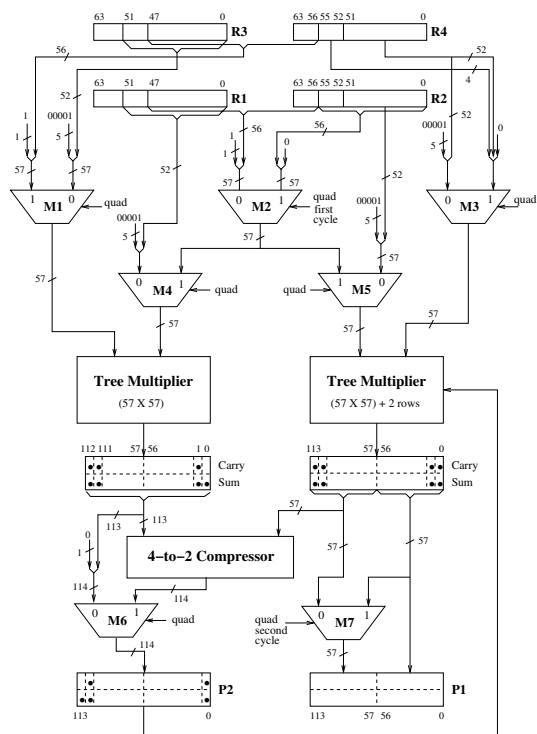 63 51 47 0 63 56 55 52 51 0
R3 R4
56 52
4
63 51 47 0 63 56 55 52 51 0
R1 R2
52
1 00001 1 56 0 56 00001 52 0
1 5 1 1 5 1
57 57 52 57 57 52 57 57
1 0 0 1 0 1
M1 quad M2 quad first cycle M3 quad
00001 00001
5 57 5 57
57 0 1 1 0
M4 quad quad M5
57 57 57
Tree Multiplier Tree Multiplier
(57 X 57) (57 X 57) + 2 rows
112 111 57 56 1 0 113 57 56 0
Carry Carry
Sum Sum
113 113 57
0
1 57 57
4−to−2 Compressor
114 114
0 1 0 1
M6 quad quad second cycle M7
114 57
P2 P1
113 0 113 57 56 0